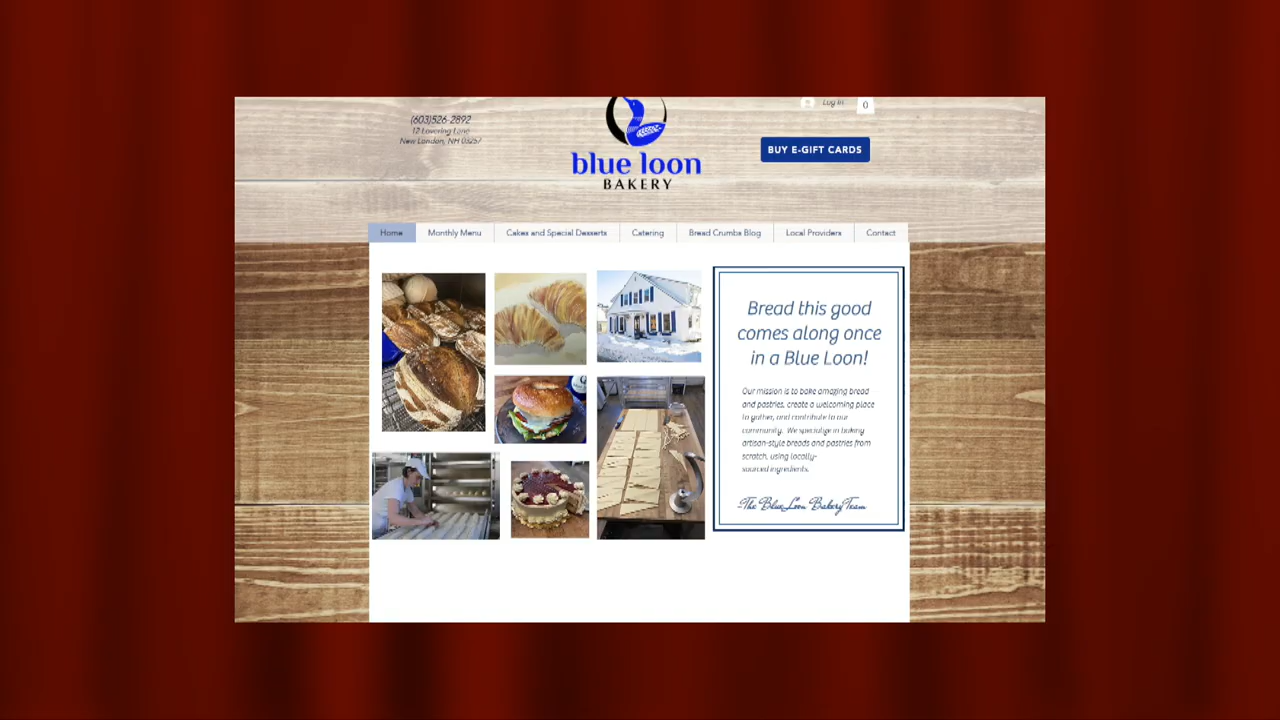 (603)526-2892
12 Lovering Lane
New London, NH 03257
Log In
0
blue loon
BAKERY
BUY E-GIFT CARDS
Home
Monthly Menu
Cakes and Special Desserts
Catering
Bread Crumbs Blog
Local Providers
Contact
Bread this good
comes along once
in a Blue Loon!
Our mission is to bake amazing bread
and pastries, create a welcoming place
to gather, and contribute to our
community. We specialize in baking
artisan-style breads and pastries from
scratch, using locally-
sourced ingredients.
-The Blue Loon Bakery Team